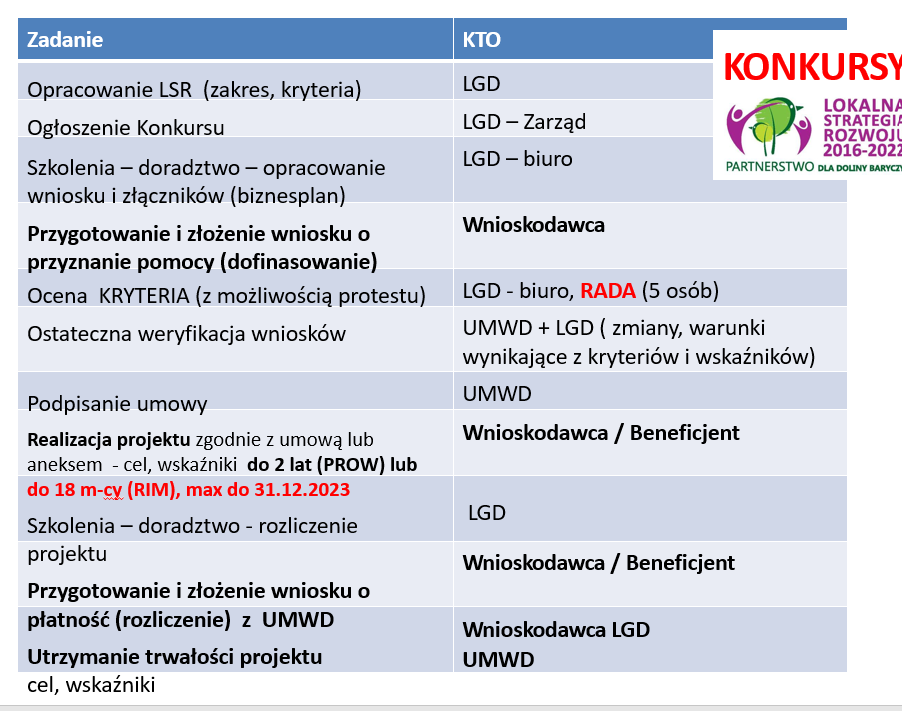 Zadanie
KTO
KONKURSY
LOKALNA
STRATEGIA
ROZWOJU
2016-2022
PARTNERSTWO DLA DOLINY BARYCZY
Opracowanie LSR (zakres, kryteria)
LGD
Ogłoszenie Konkursu
LGD – Zarząd
Szkolenia – doradztwo – opracowanie
wniosku i złączników (biznesplan)
LGD – biuro
Przygotowanie i złożenie wniosku o
przyznanie pomocy (dofinasowanie)
Wnioskodawca
Ocena KRYTERIA (z możliwością protestu)
LGD - biuro, RADA (5 osób)
Ostateczna weryfikacja wniosków
UMWD + LGD ( zmiany, warunki
wynikające z kryteriów i wskaźników)
Podpisanie umowy
UMWD
Realizacja projektu zgodnie z umową lub
aneksem - cel, wskaźniki do 2 lat (PROW) lub
do 18 m-cy (RIM), max do 31.12.2023
Wnioskodawca / Beneficjent
Szkolenia – doradztwo - rozliczenie
projektu
LGD
Przygotowanie i złożenie wniosku o
płatność (rozliczenie) z UMWD
Wnioskodawca / Beneficjent
Utrzymanie trwałości projektu
cel, wskaźniki
Wnioskodawca LGD
UMWD